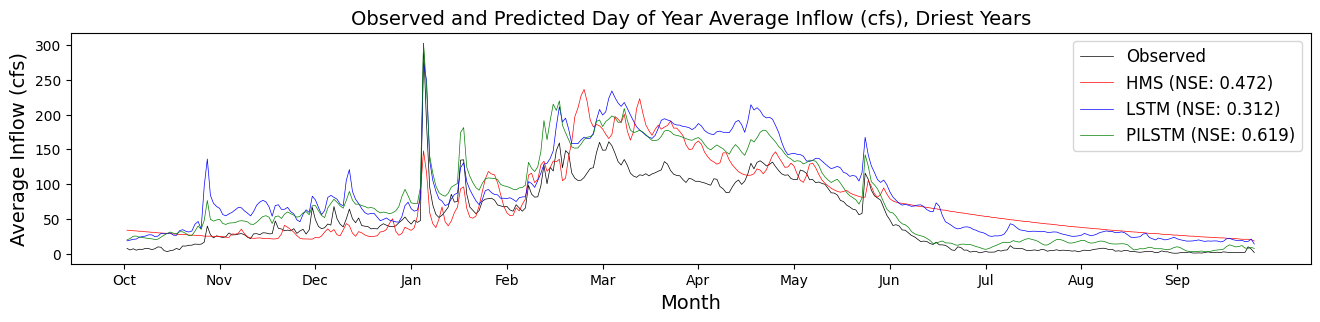 Observed and Predicted Day of Year Average Inflow (cfs), Driest Years
Average Inflow (cfs)
300
250
200
150
100
50
0
Observed
HMS (NSE: 0.472)
LSTM (NSE: 0.312)
PILSTM (NSE: 0.619)
Oct Nov Dec Jan Feb Mar Apr May Jun Jul Aug Sep
Month